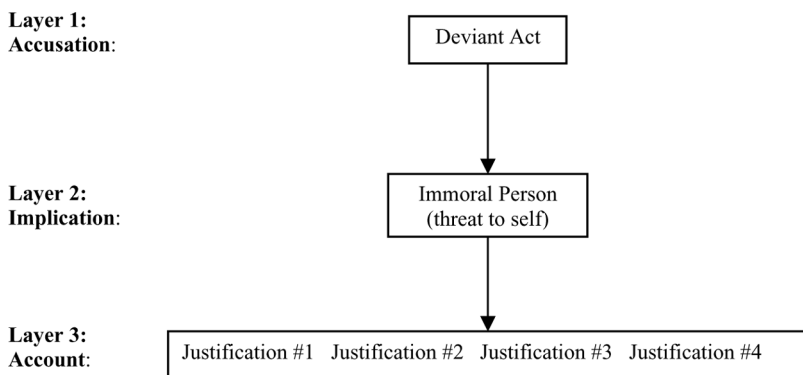 Layer 1:
Accusation:
Deviant Act
Layer 2:
Implication:
Immoral Person
(threat to self)
Layer 3:
Account:
Justification #1 Justification #2 Justification #3 Justification #4